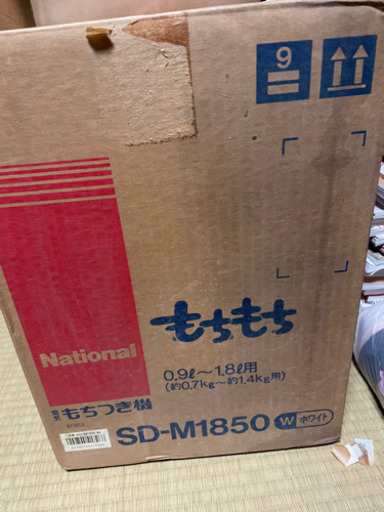 9
National
もちもち
0.9ℓ～1.8ℓ用
(約0.7kg～約1.4kg用)
もちつき機
SD-M1850 W ホワイト